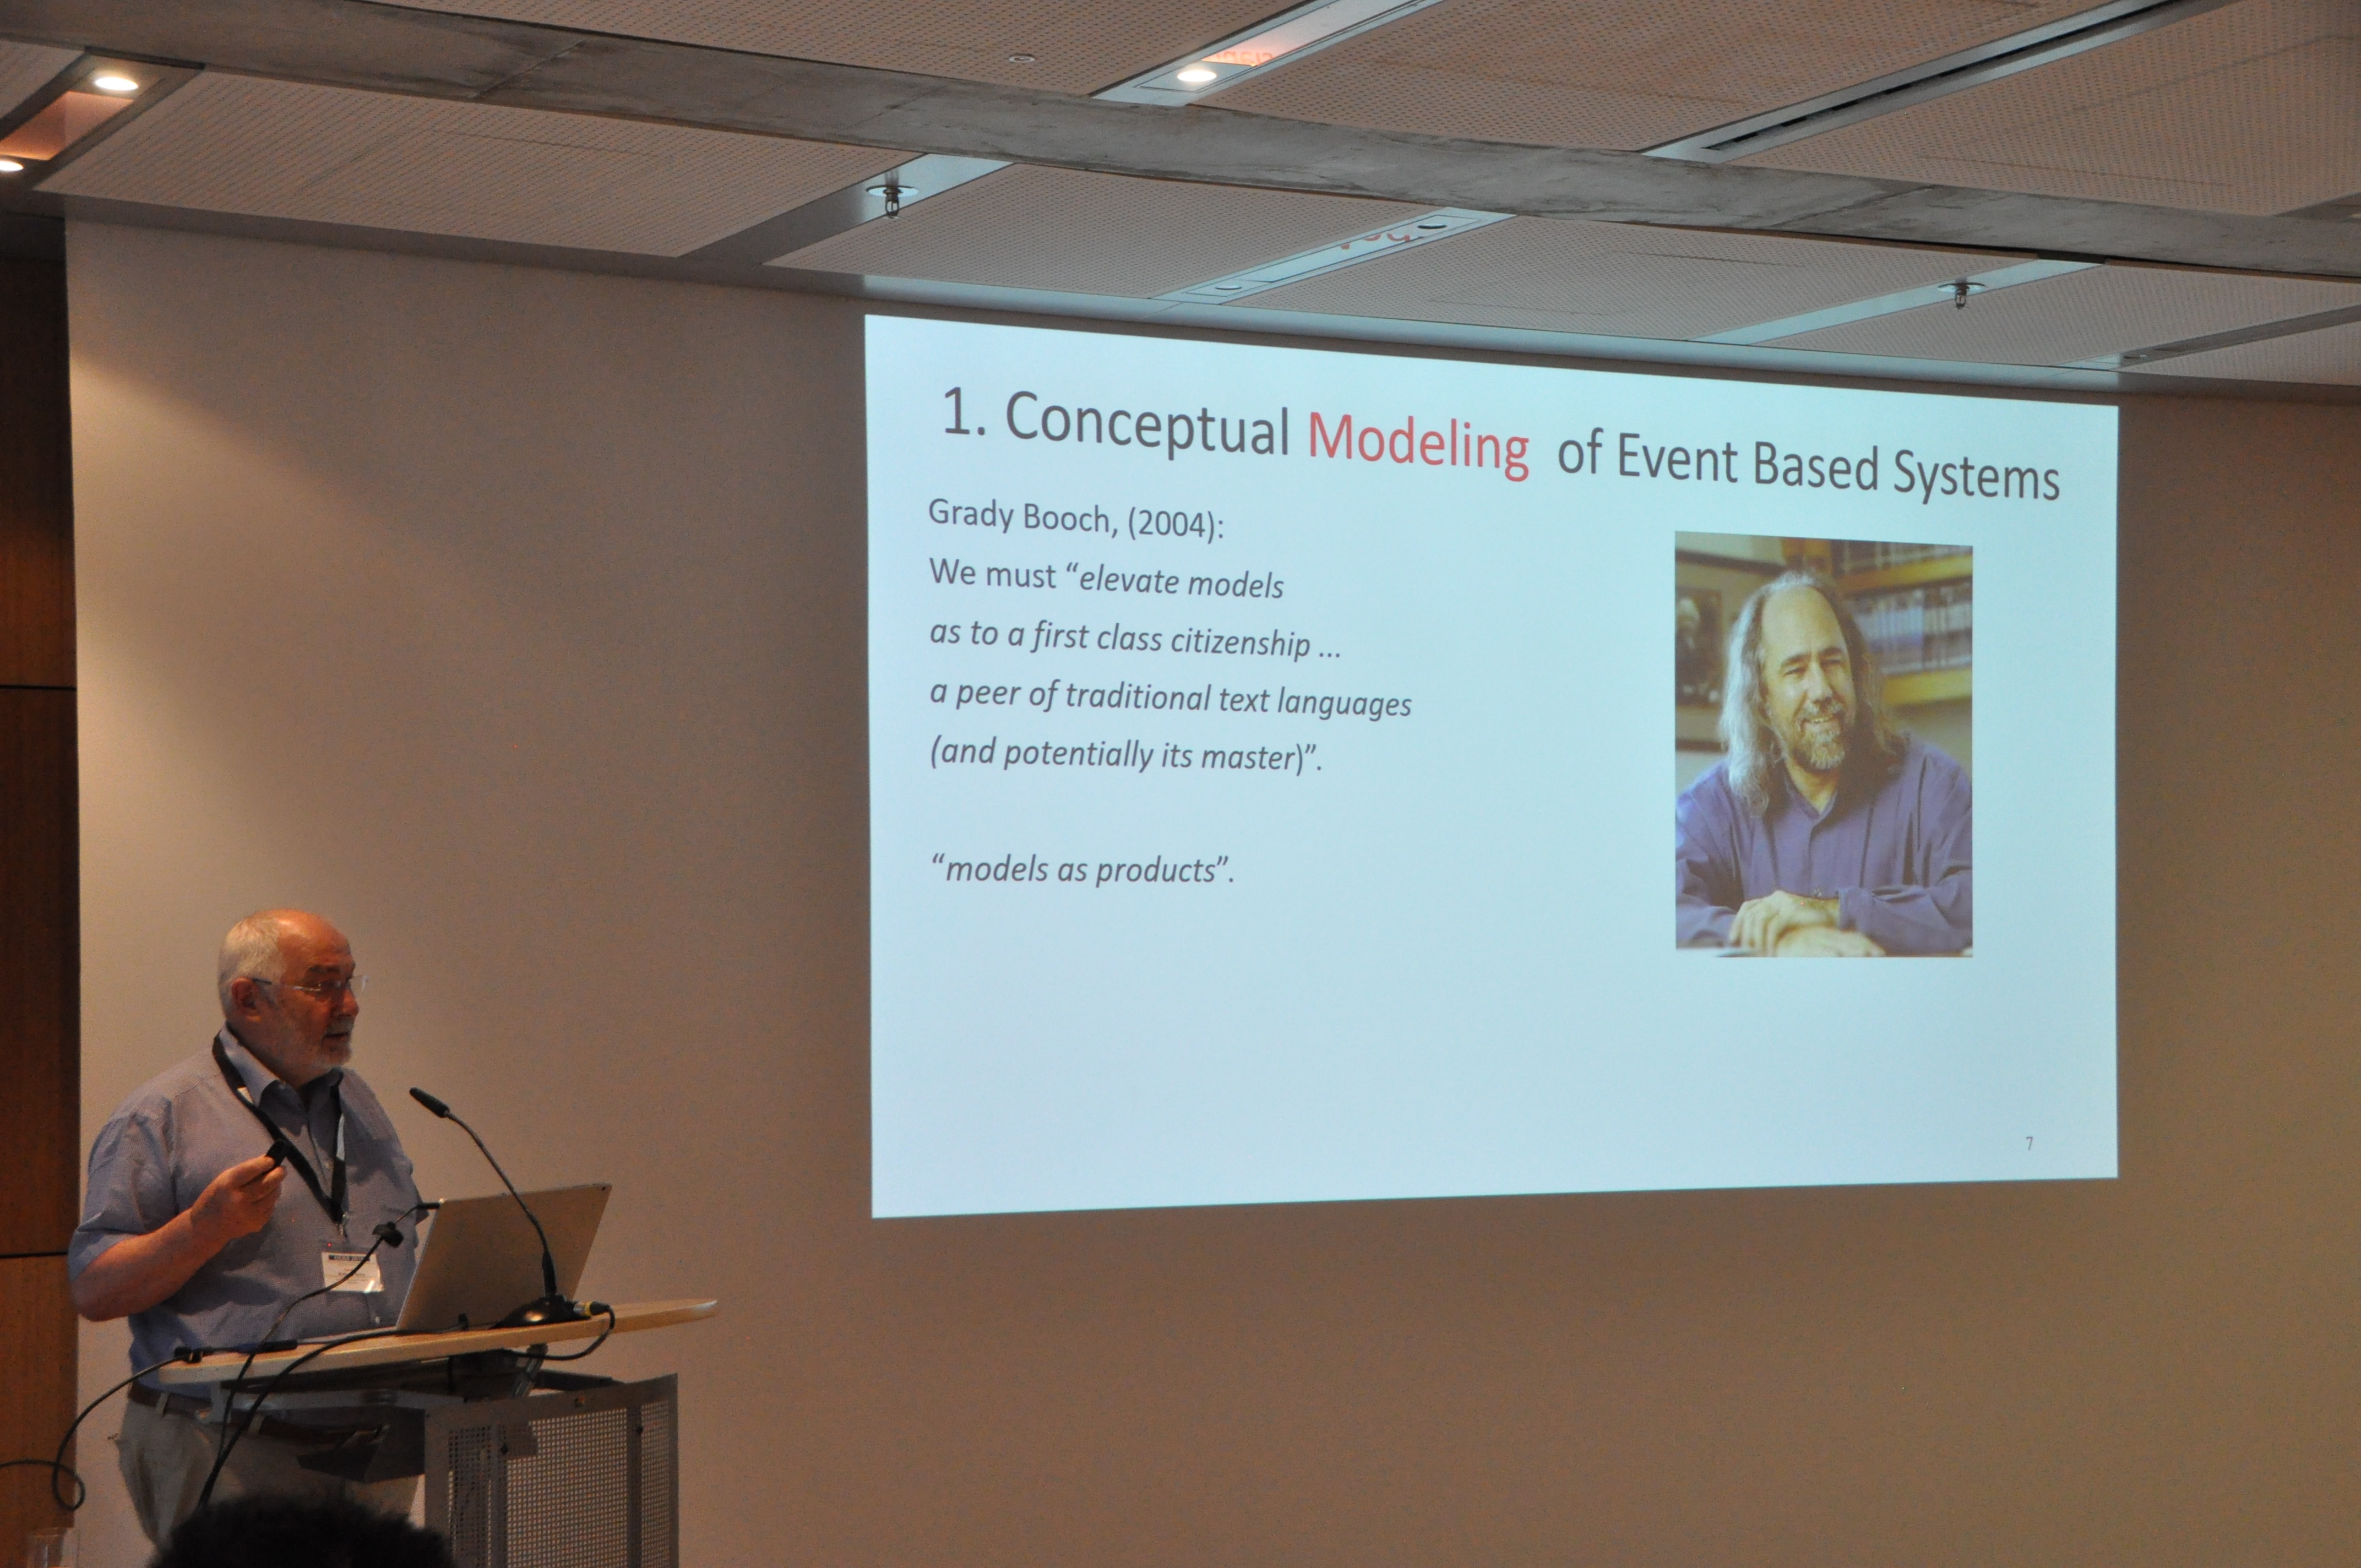 1. Conceptual Modeling of Event Based Systems
Grady Booch, (2004):
We must “elevate models
as to a first class citizenship ...
a peer of traditional text languages
(and potentially its master)”.
“models as products”.
7